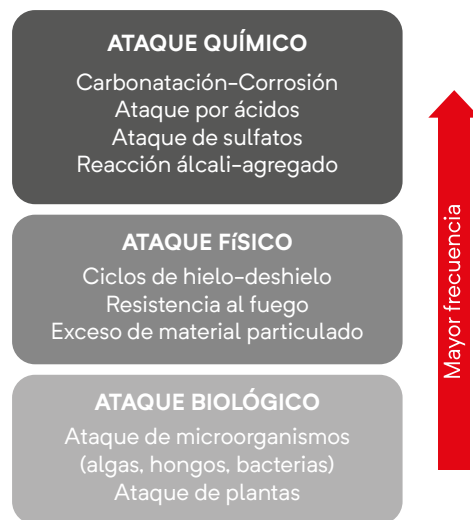 ATAQUE QUÍMICO
Carbonatación-Corrosión
Ataque por ácidos
Ataque de sulfatos
Reacción álcali-agregado
ATAQUE FíSICO
Ciclos de hielo-deshielo
Resistencia al fuego
Exceso de material particulado
ATAQUE BIOLÓGICO
Ataque de microorganismos
(algas, hongos, bacterias)
Ataque de plantas
Mayor frecuencia